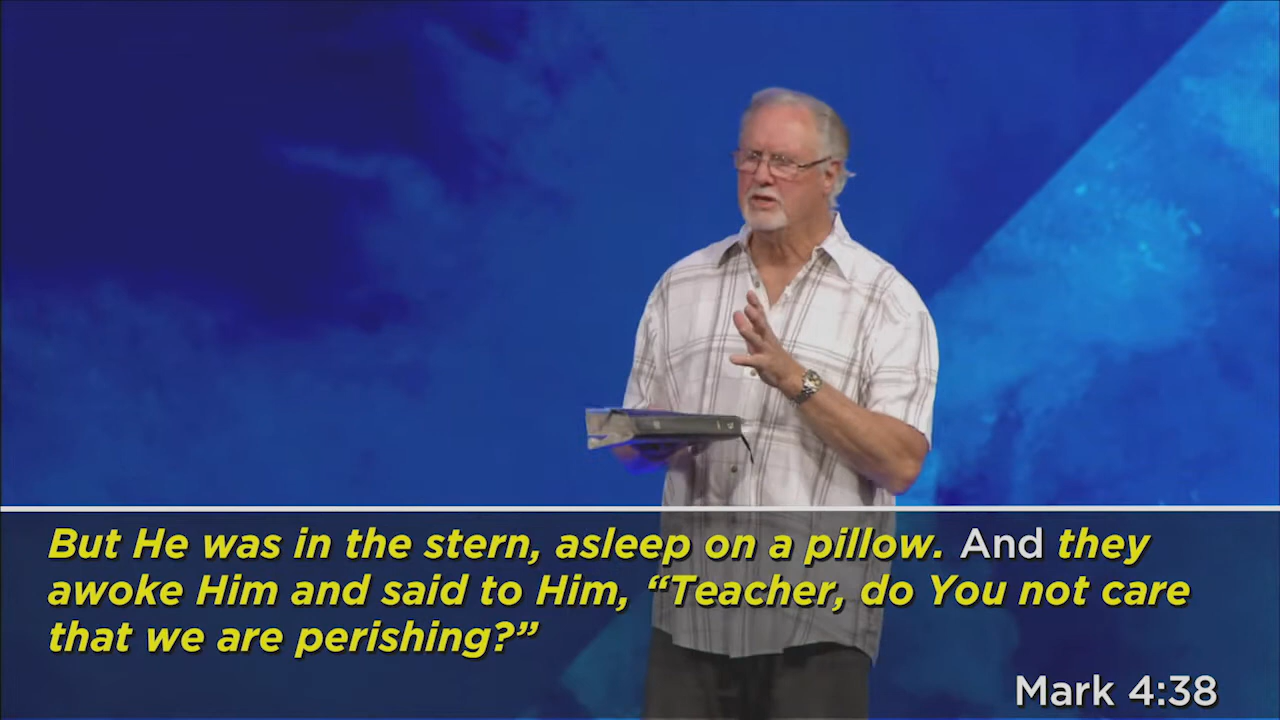 But He was in the stern, asleep on a pillow. And they
awoke Him and said to Him, “Teacher, do You not care
that we are perishing?”
Mark 4:38